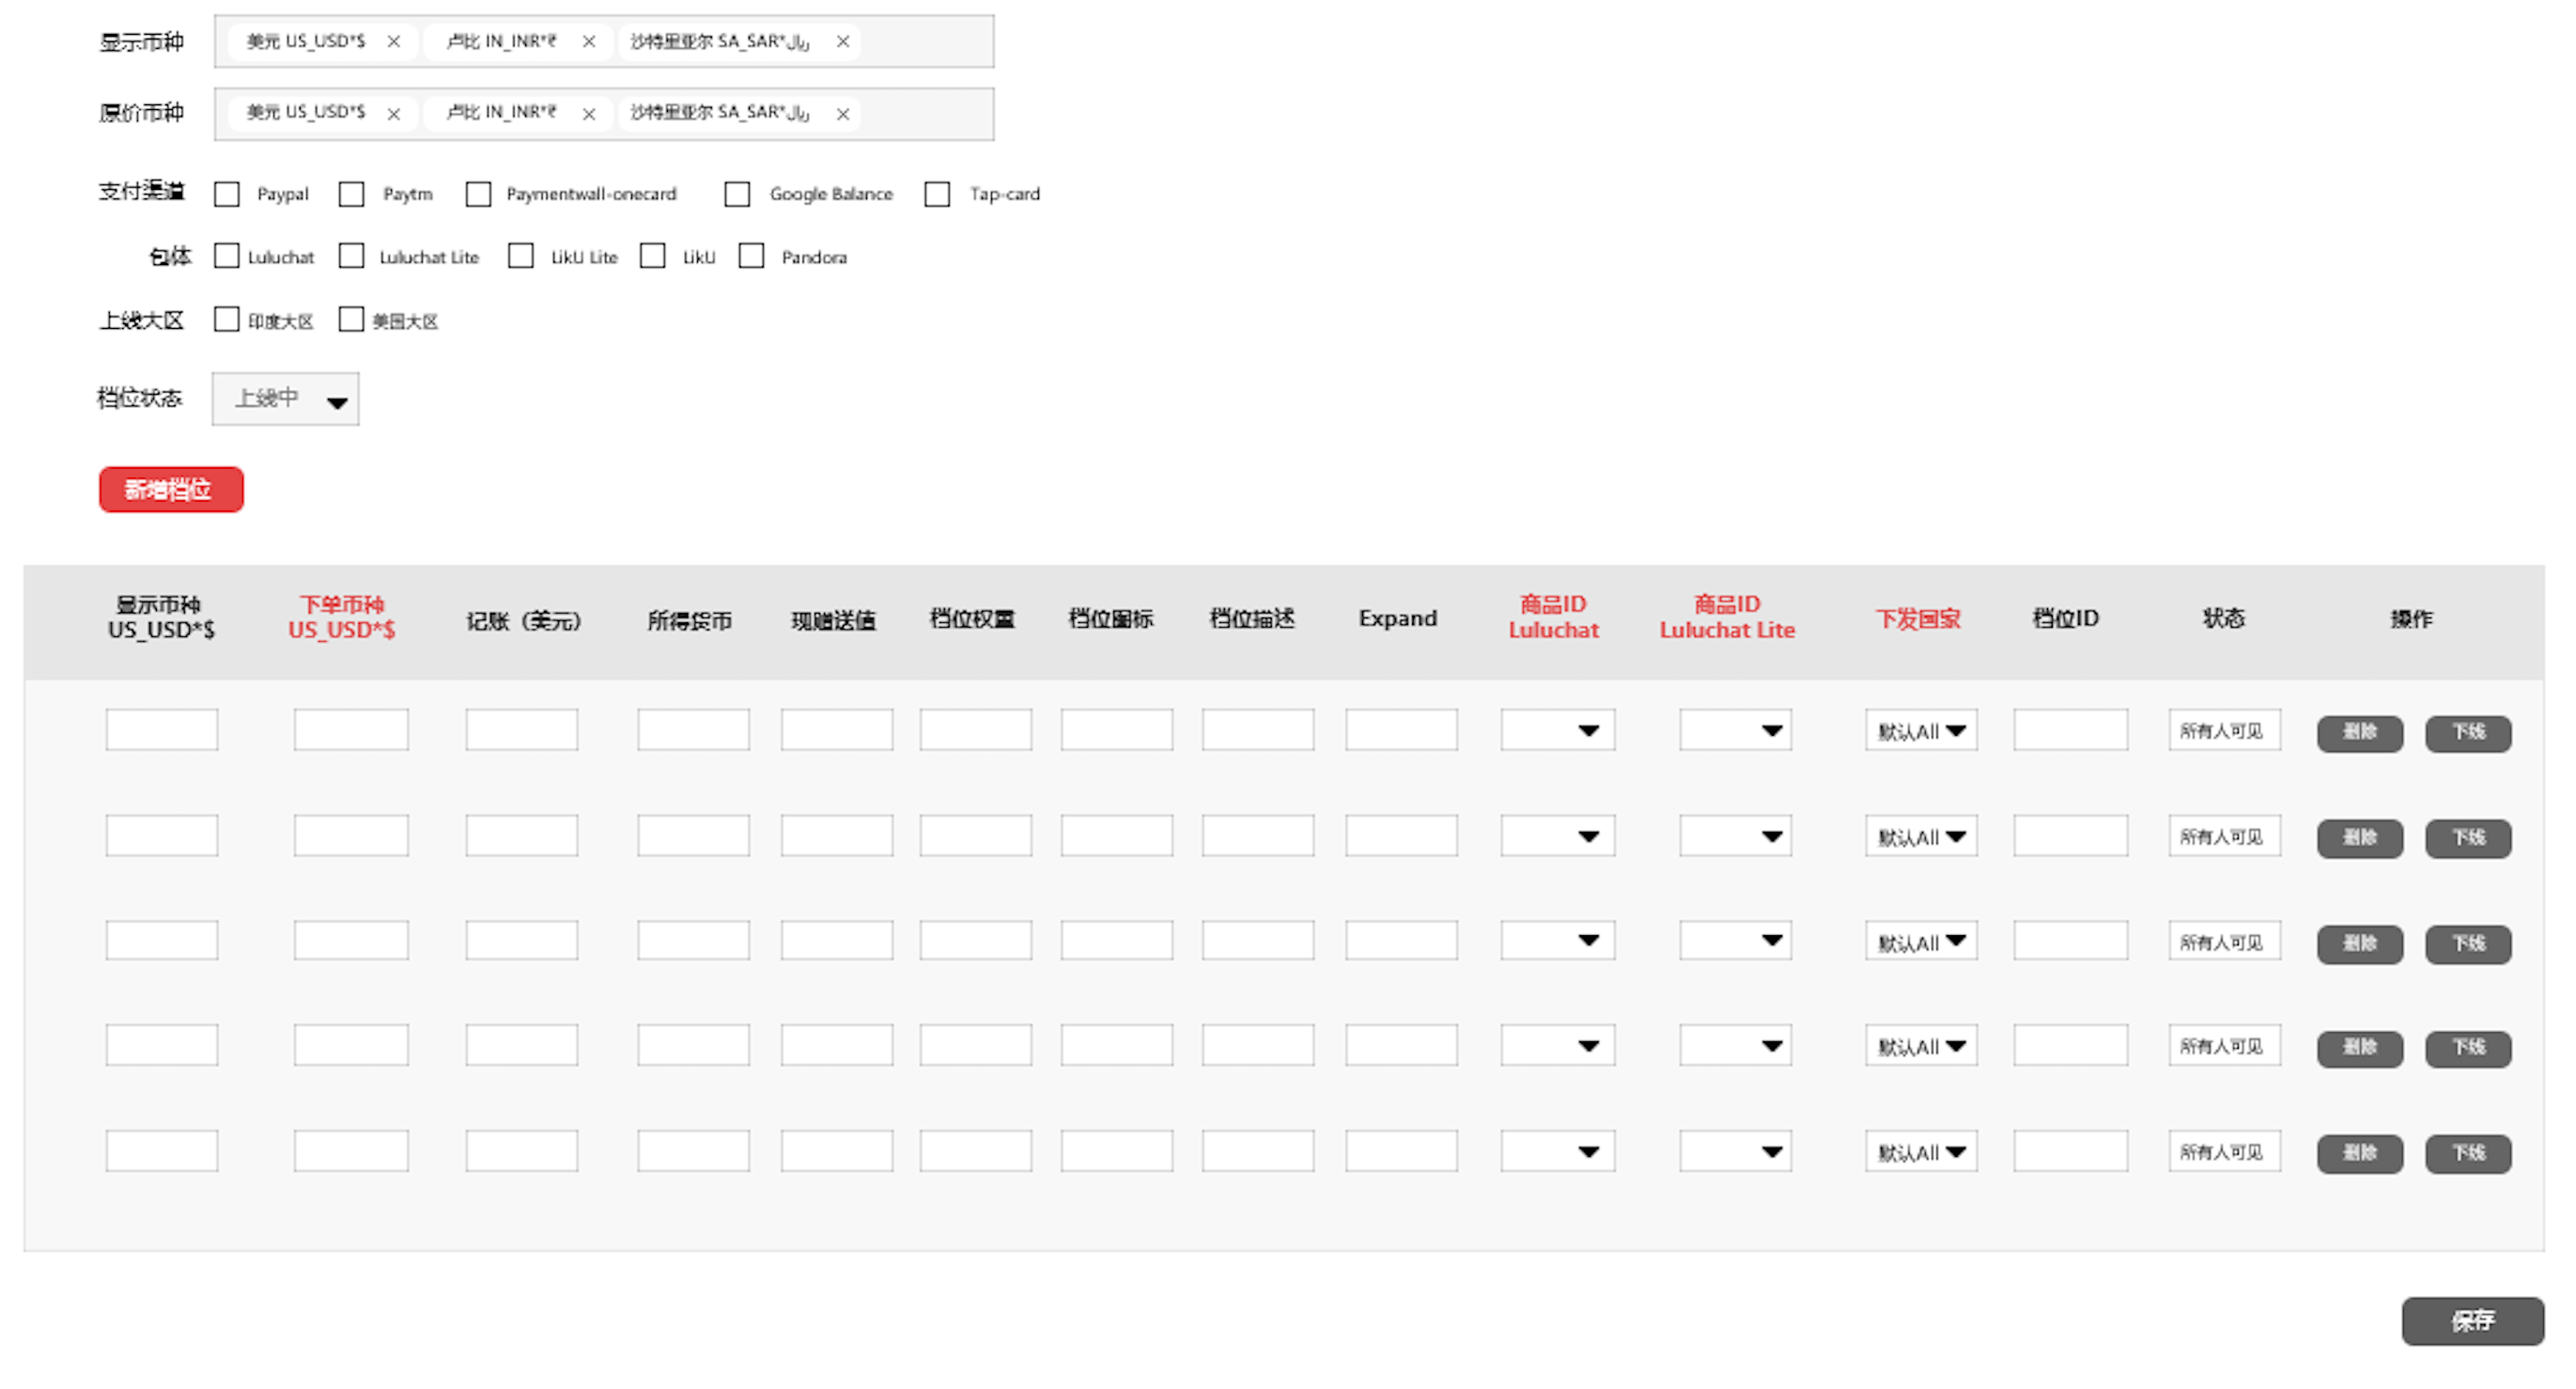 显示币种 美元 US_USD*$ × 卢比 IN_INR*₹ × 沙特里亚尔 SA_SAR*﷼ ×
原价币种 美元 US_USD*$ × 卢比 IN_INR*₹ × 沙特里亚尔 SA_SAR*﷼ ×
支付渠道 Paypal Paytm Paymentwall-onecard Google Balance Tap-card
包体 Luluchat Luluchat Lite LikU Lite LikU Pandora
上线大区 印度大区 美国大区
档位状态 上线中
新增档位
显示币种 US_USD*$ 下单币种 US_USD*$ 记账（美元） 所得货币 现赠送值 档位权重 档位图标 档位描述 Expand 商品ID Luluchat 商品ID Luluchat Lite 下发国家 档位ID 状态 操作
默认All 所有人可见 删除 下线
默认All 所有人可见 删除 下线
默认All 所有人可见 删除 下线
默认All 所有人可见 删除 下线
默认All 所有人可见 删除 下线
保存